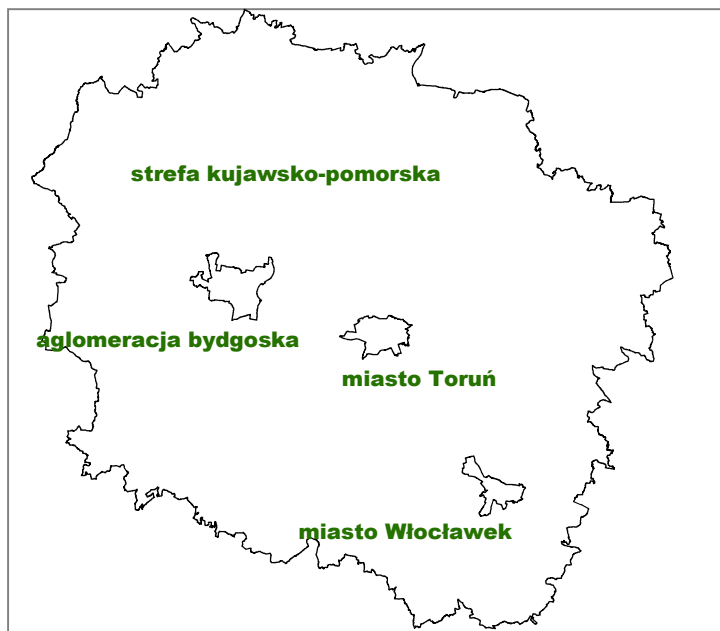 strefa kujawsko-pomorska
aglomeracja bydgoska
miasto Toruń
miasto Włocławek